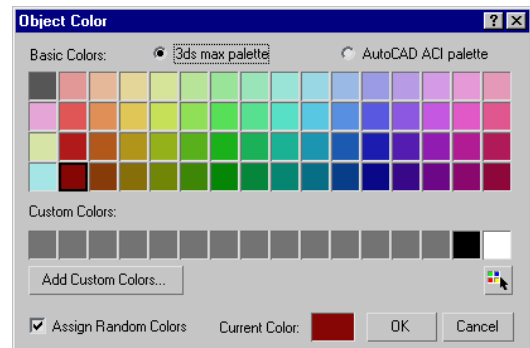 Object Color
Basic Colors: 3ds max palette AutoCAD ACI palette
Custom Colors:
Add Custom Colors...
Assign Random Colors Current Color: OK Cancel